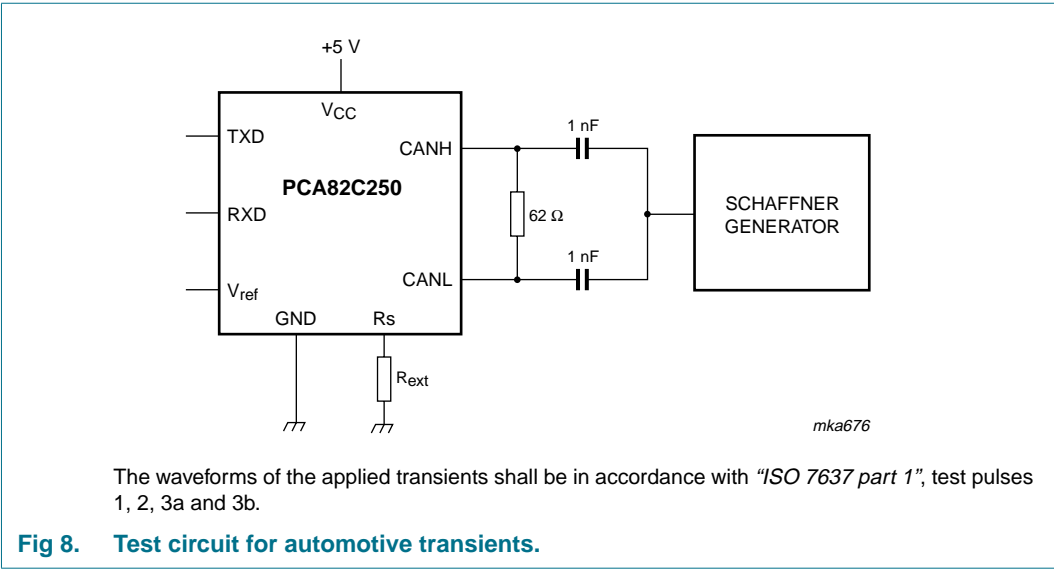 +5 V
VCC
TXD
CANH
1 nF
PCA82C250
RXD
62 Ω
SCHAFFNER
GENERATOR
1 nF
CANL
Vref
GND
Rs
Rext
mka676
The waveforms of the applied transients shall be in accordance with “ISO 7637 part 1”, test pulses
1, 2, 3a and 3b.
Fig 8. Test circuit for automotive transients.